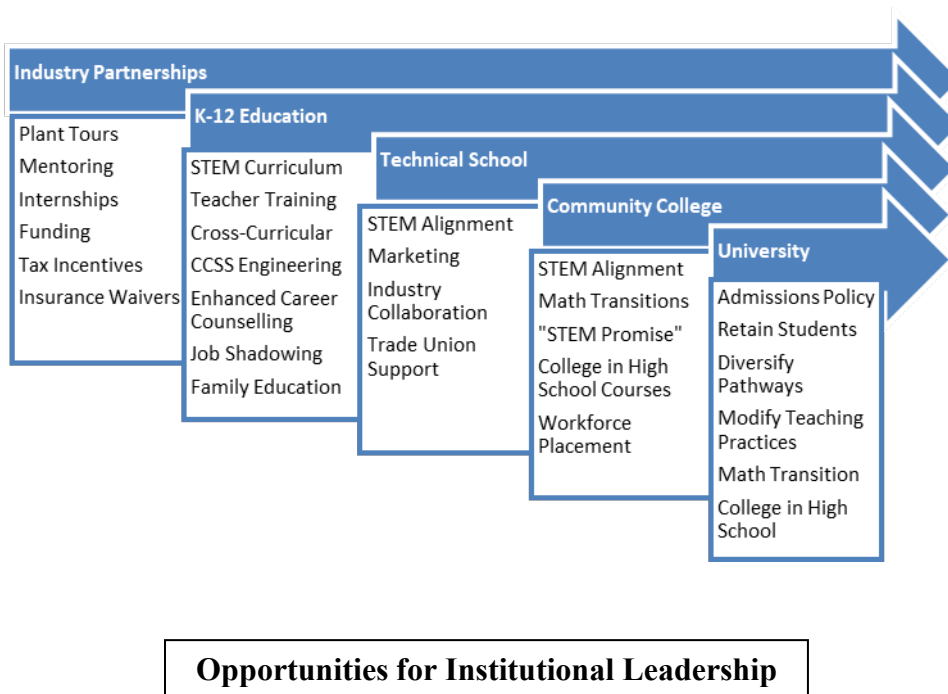 Industry Partnerships
Plant Tours
Mentoring
Internships
Funding
Tax Incentives
Insurance Waivers
K-12 Education
STEM Curriculum
Teacher Training
Cross-Curricular
CCSS Engineering
Enhanced Career
Counselling
Job Shadowing
Family Education
Technical School
STEM Alignment
Marketing
Industry
Collaboration
Trade Union
Support
Community College
STEM Alignment
Math Transitions
"STEM Promise"
College in High
School Courses
Workforce
Placement
University
Admissions Policy
Retain Students
Diversify
Pathways
Modify Teaching
Practices
Math Transition
College in High
School
Opportunities for Institutional Leadership